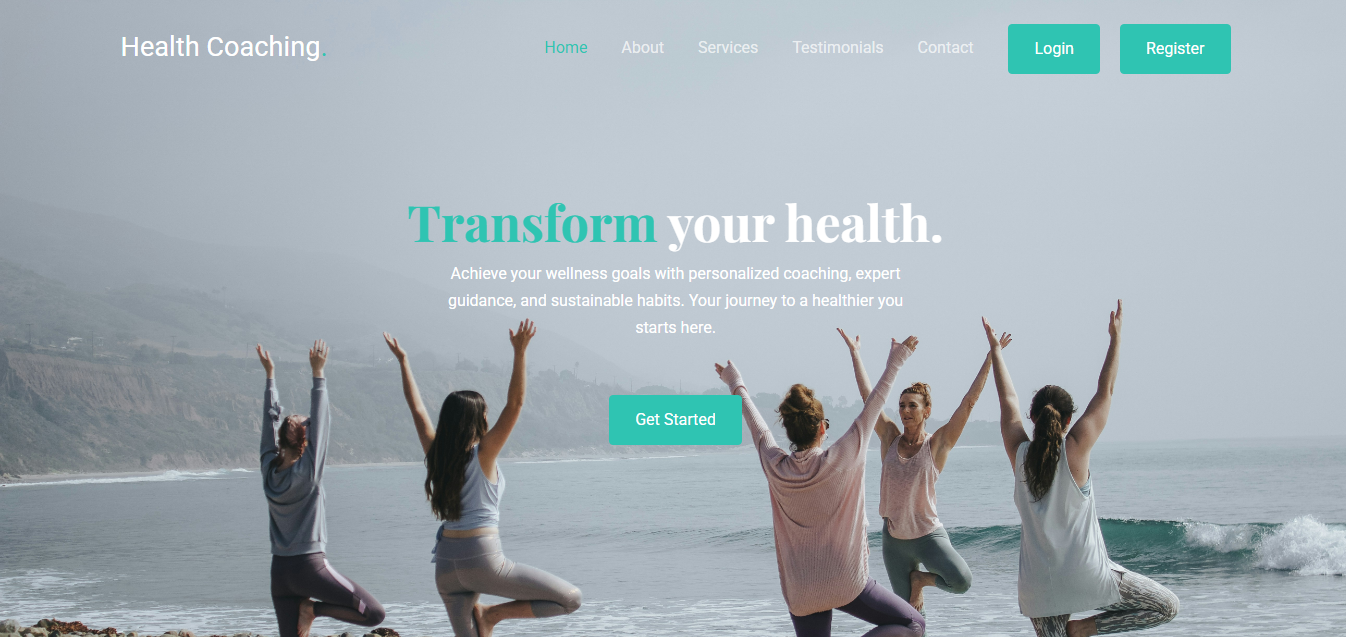 Health Coaching.
Home
About
Services
Testimonials
Contact
Login
Register
Transform your health.
Achieve your wellness goals with personalized coaching, expert
guidance, and sustainable habits. Your journey to a healthier you
starts here.
Get Started